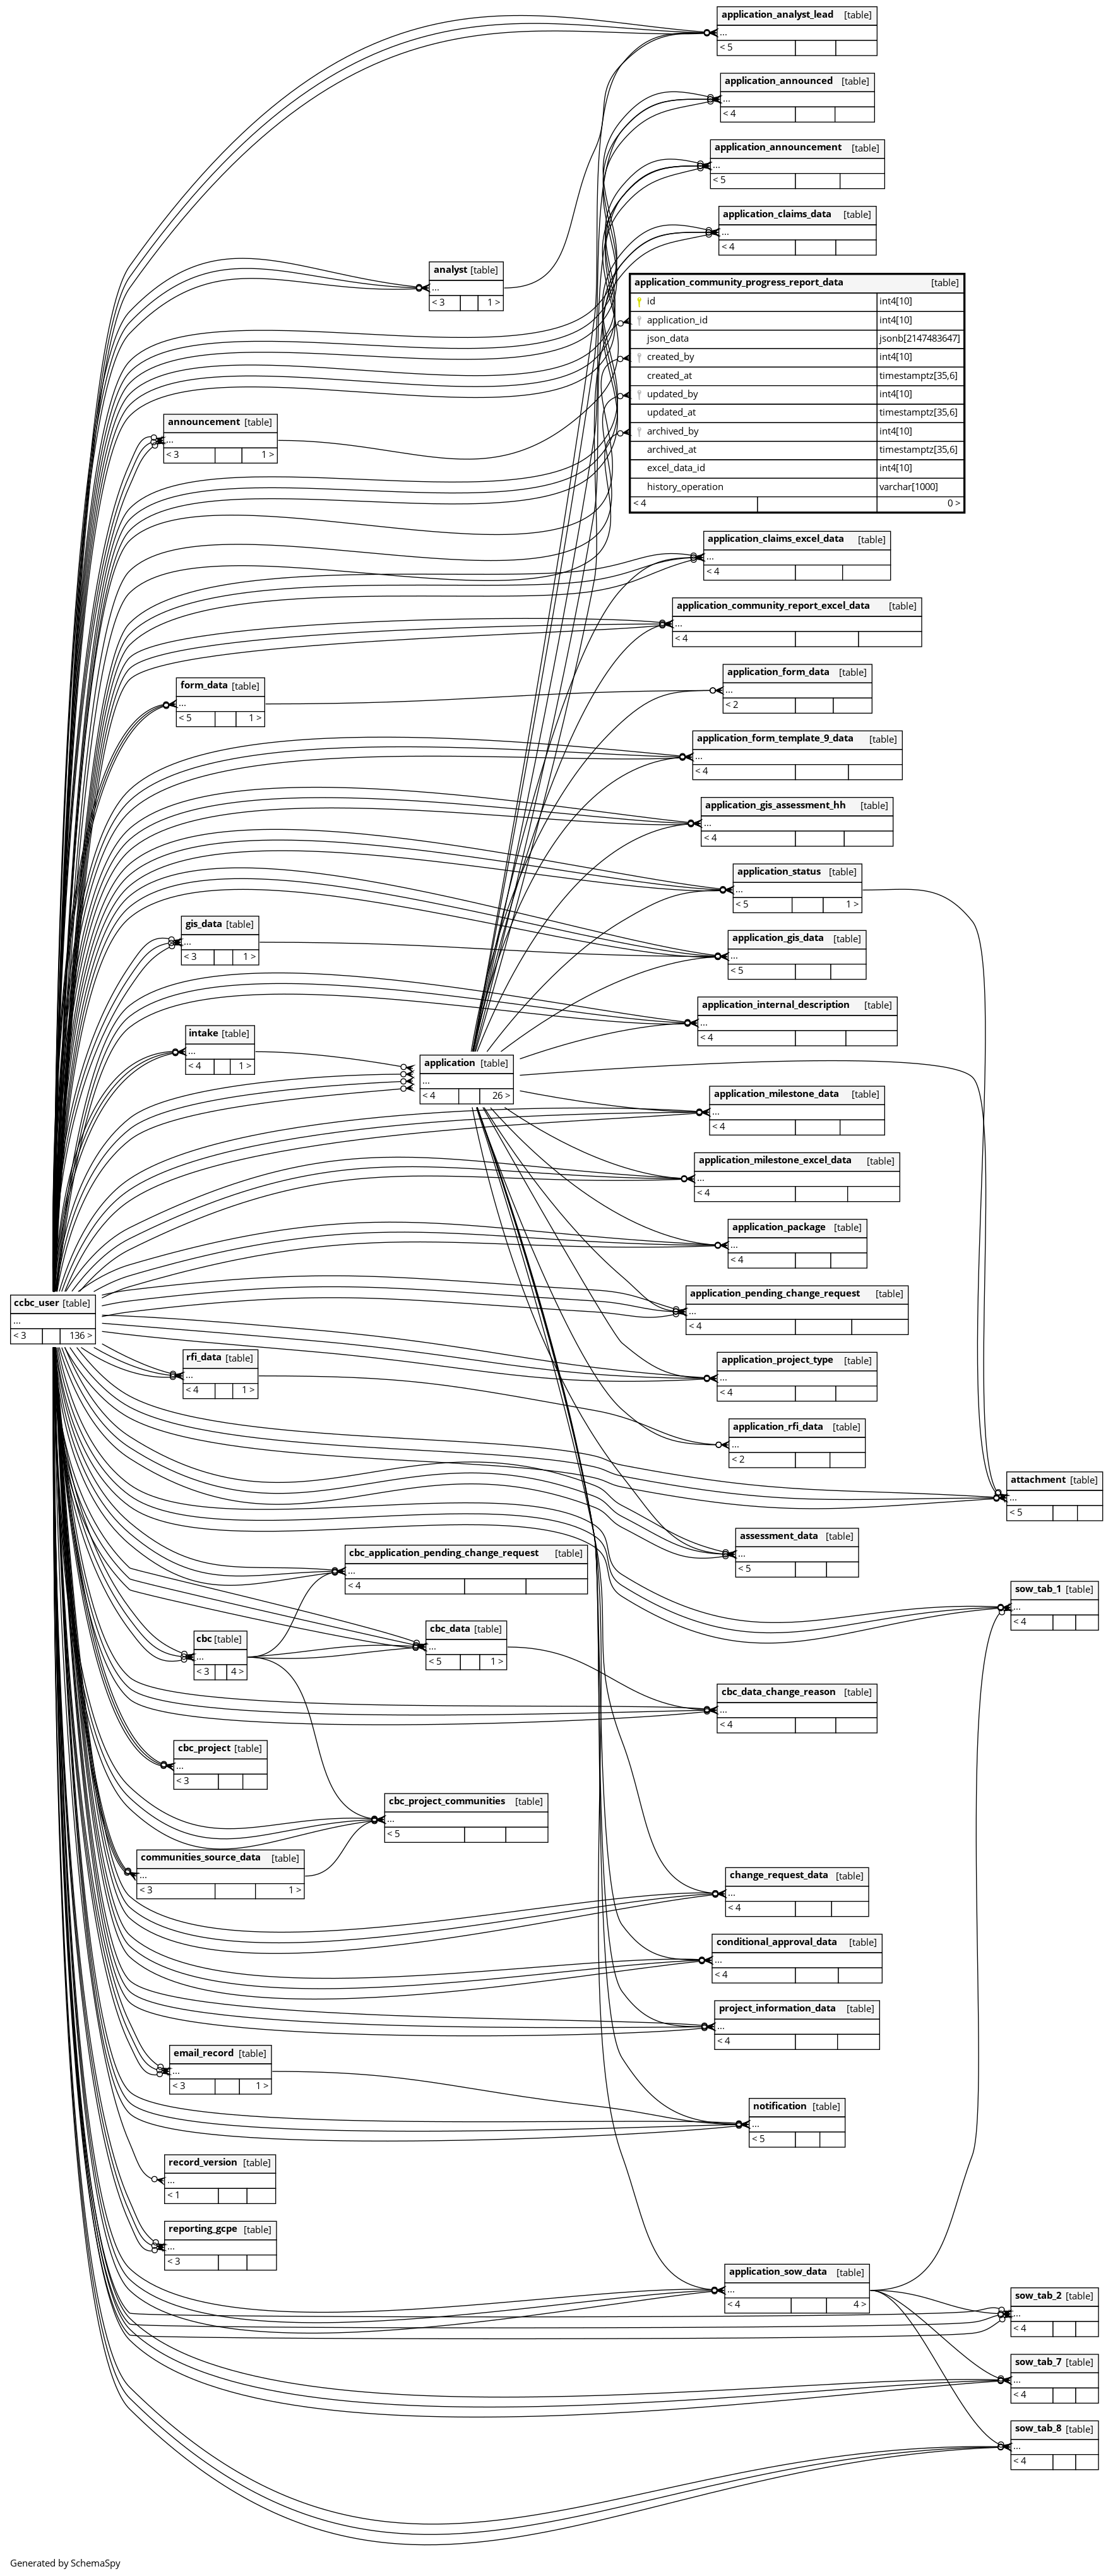 application_analyst_lead [table]
...
< 5
application_announced [table]
...
< 4
application_announcement [table]
...
< 5
application_claims_data [table]
...
< 4
analyst [table]
...
< 3 1 >
application_community_progress_report_data [table]
id int4[10]
application_id int4[10]
json_data jsonb[2147483647]
created_by int4[10]
created_at timestamptz[35,6]
updated_by int4[10]
updated_at timestamptz[35,6]
archived_by int4[10]
archived_at timestamptz[35,6]
excel_data_id int4[10]
history_operation varchar[1000]
< 4 0 >
announcement [table]
...
< 3 1 >
application_claims_excel_data [table]
...
< 4
application_community_report_excel_data [table]
...
< 4
form_data [table]
...
< 5 1 >
application_form_data [table]
...
< 2
application_form_template_9_data [table]
...
< 4
application_gis_assessment_hh [table]
...
< 4
application_status [table]
...
< 5 1 >
gis_data [table]
...
< 3 1 >
application_gis_data [table]
...
< 5
application_internal_description [table]
...
< 4
intake [table]
...
< 4 1 >
application [table]
...
< 4 26 >
application_milestone_data [table]
...
< 4
application_milestone_excel_data [table]
...
< 4
application_package [table]
...
< 4
application_pending_change_request [table]
...
< 4
ccbc_user [table]
...
< 3 136 >
rfi_data [table]
...
< 4 1 >
application_project_type [table]
...
< 4
application_rfi_data [table]
...
< 2
attachment [table]
...
< 5
assessment_data [table]
...
< 5
cbc_application_pending_change_request [table]
...
< 4
sow_tab_1 [table]
...
< 4
cbc [table]
...
< 3 4 >
cbc_data [table]
...
< 5 1 >
cbc_data_change_reason [table]
...
< 4
cbc_project [table]
...
< 3
cbc_project_communities [table]
...
< 5
communities_source_data [table]
...
< 3 1 >
change_request_data [table]
...
< 4
conditional_approval_data [table]
...
< 4
project_information_data [table]
...
< 4
email_record [table]
...
< 3 1 >
notification [table]
...
< 5
record_version [table]
...
< 1
reporting_gcpe [table]
...
< 3
application_sow_data [table]
...
< 4 4 >
sow_tab_2 [table]
...
< 4
sow_tab_7 [table]
...
< 4
sow_tab_8 [table]
...
< 4
Generated by SchemaSpy